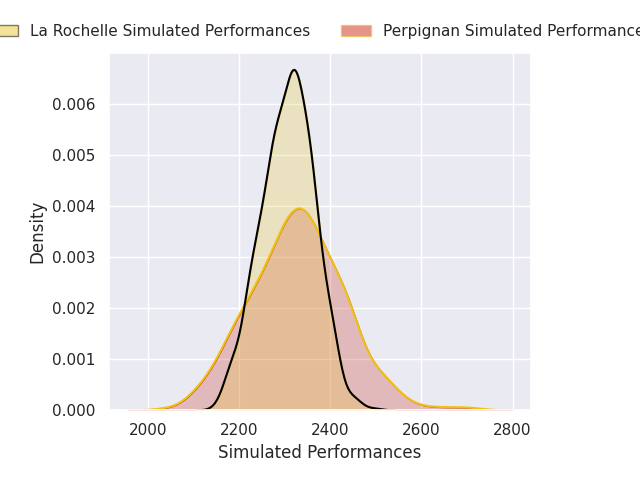 La Rochelle Simulated Performances
Perpignan Simulated Performance
0.006
0.005
0.004
0.003
0.002
0.001
0.000
Density
2000 2200 2400 2600 2800
Simulated Performances